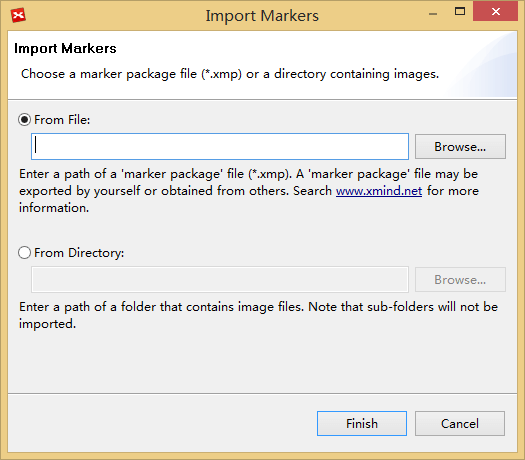 Import Markers
Import Markers
Choose a marker package file (*.xmp) or a directory containing images.
From File:
Browse...
Enter a path of a 'marker package' file (*.xmp). A 'marker package' file may be
exported by yourself or obtained from others. Search www.xmind.net for more
information.
From Directory:
Browse...
Enter a path of a folder that contains image files. Note that sub-folders will not be
imported.
Finish
Cancel